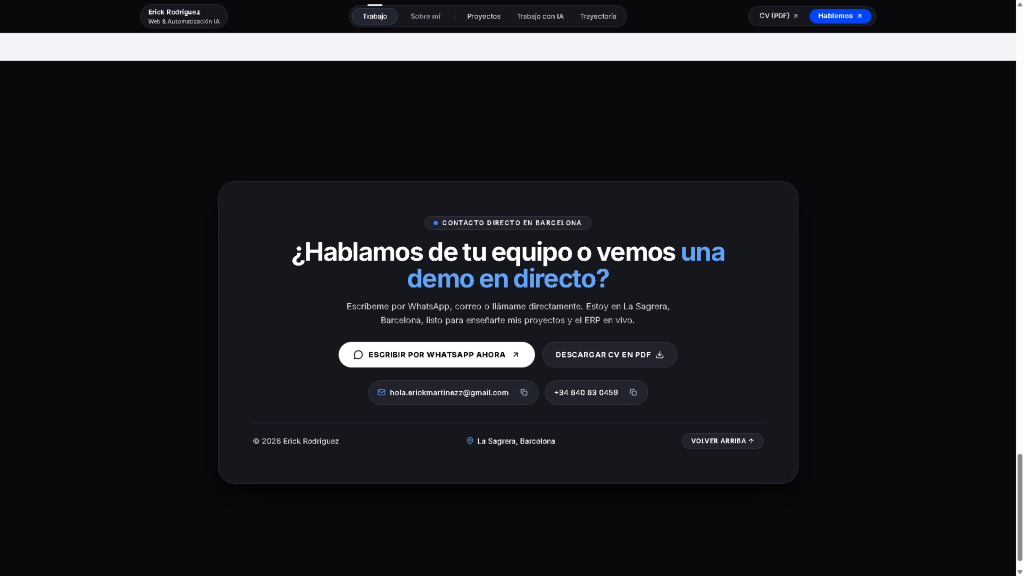 Erick Rodríguez
Web & Automatización IA
Trabajo
Sobre mí
Proyectos
Trabajo con IA
Trayectoria
CV (PDF) ↗
Hablemos ↗
CONTACTO DIRECTO EN BARCELONA
¿Hablamos de tu equipo o vemos una
demo en directo?
Escríbeme por WhatsApp, correo o llámame directamente. Estoy en La Sagrera,
Barcelona, listo para enseñarte mis proyectos y el ERP en vivo.
ESCRIBIR POR WHATSAPP AHORA ↗
DESCARGAR CV EN PDF
hola.erickmartinezz@gmail.com
+34 640 63 0459
© 2026 Erick Rodríguez
La Sagrera, Barcelona
VOLVER ARRIBA ↑